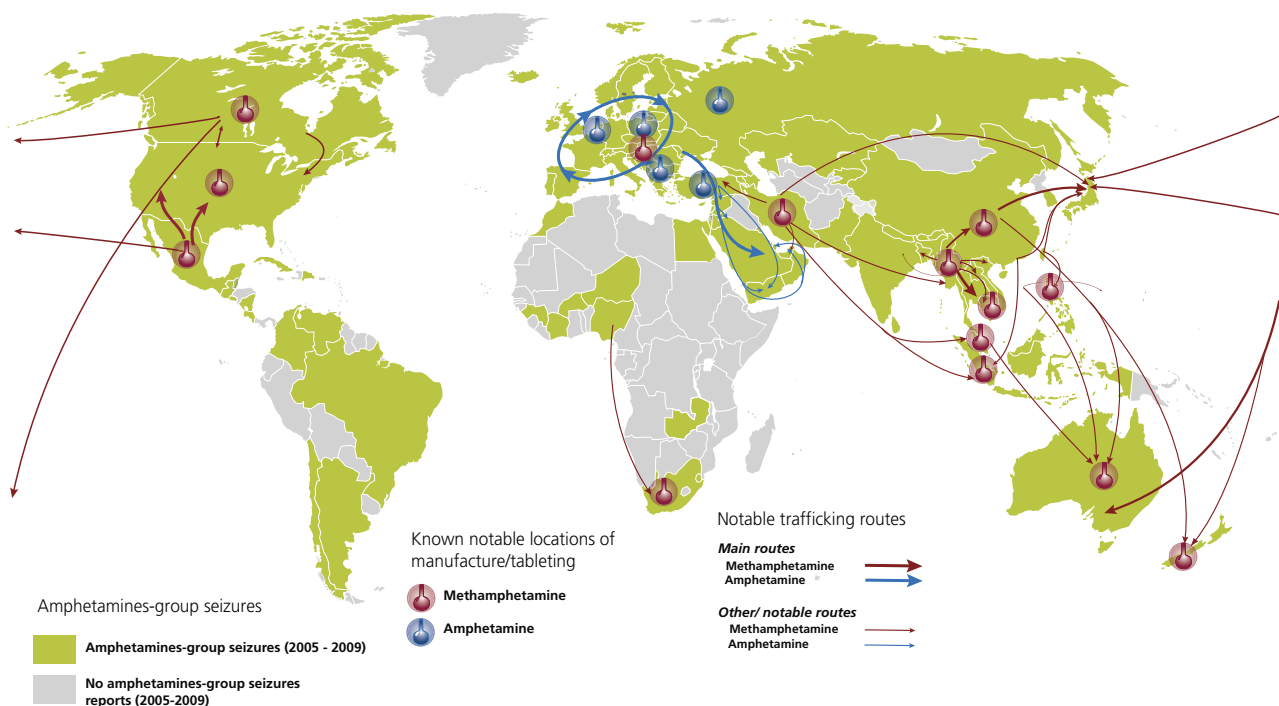 Known notable locations of
manufacture/tableting
Methamphetamine
Amphetamine
Notable trafficking routes
Main routes
Methamphetamine
Amphetamine
Other/ notable routes
Methamphetamine
Amphetamine
Amphetamines-group seizures
Amphetamines-group seizures (2005 - 2009)
No amphetamines-group seizures
reports (2005-2009)